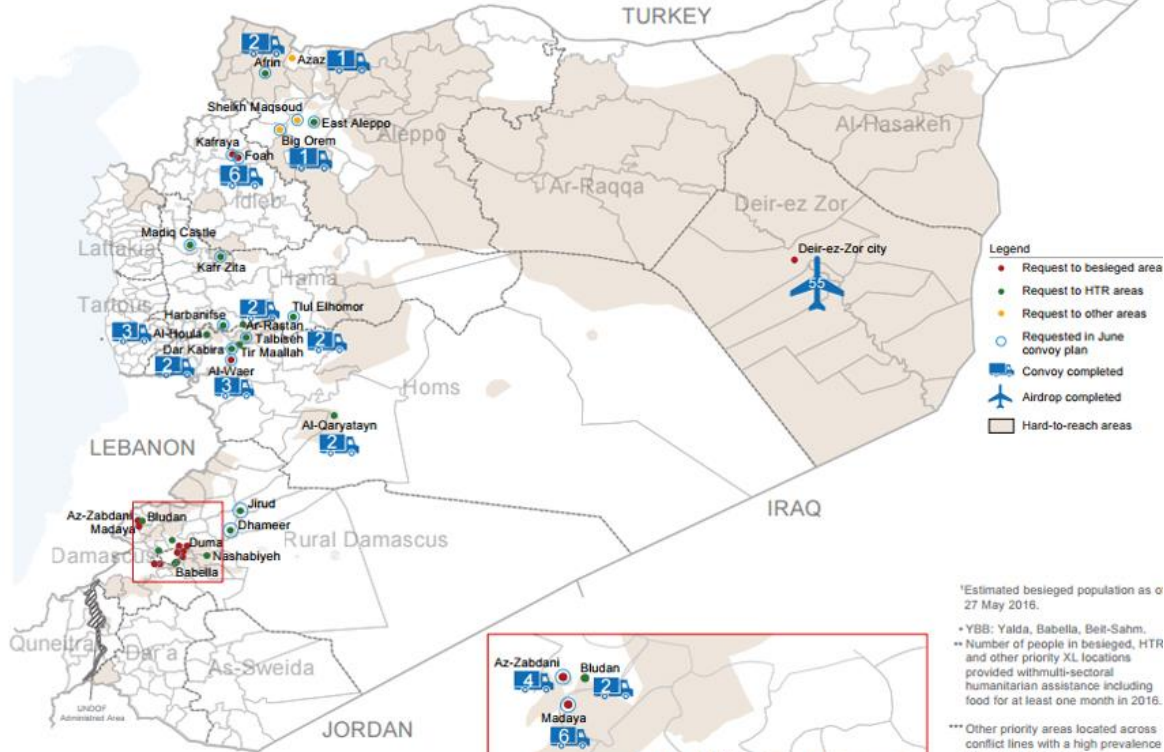 TURKEY
2
Afrin
Azaz
1
Sheikh Maqsoud
East Aleppo
Aleppo
Al-Hasakeh
Kafraya
Big Orem
Foah
1
6
Ar-Raqqa
Idleb
Deir-ez Zor
Madiq Castle
Lattakia
Deir-ez-Zor city
55
Kafr Zita
Hama
Tartous
2
Tlul Elhomor
Harbanifse
Ar-Rastan
3
Al-Houla
Talbiseh
2
Dar Kabira
Tir Maallah
2
Al-Waer
3
Homs
Al-Qaryatayn
2
LEBANON
Jirud
Az-Zabdani
Bludan
IRAQ
Madaya
Dhameer
Duma
Rural Damascus
Damascus
Nashabiyeh
Babella
Quneitra
Dar'a
As-Sweida
UNDOF
Administred Area
JORDAN
Az-Zabdani
Bludan
4
2
Madaya
6
Legend
Request to besieged area
Request to HTR areas
Request to other areas
Requested in June
convoy plan
Convoy completed
Airdrop completed
Hard-to-reach areas
*Estimated besieged population as of
27 May 2016.
• YBB: Yalda, Babella, Beit-Sahm.
** Number of people in besieged, HTR
and other priority XL locations
provided withmulti-sectoral
humanitarian assistance including
food for at least one month in 2016.
*** Other priority areas located across
conflict lines with a high prevalence